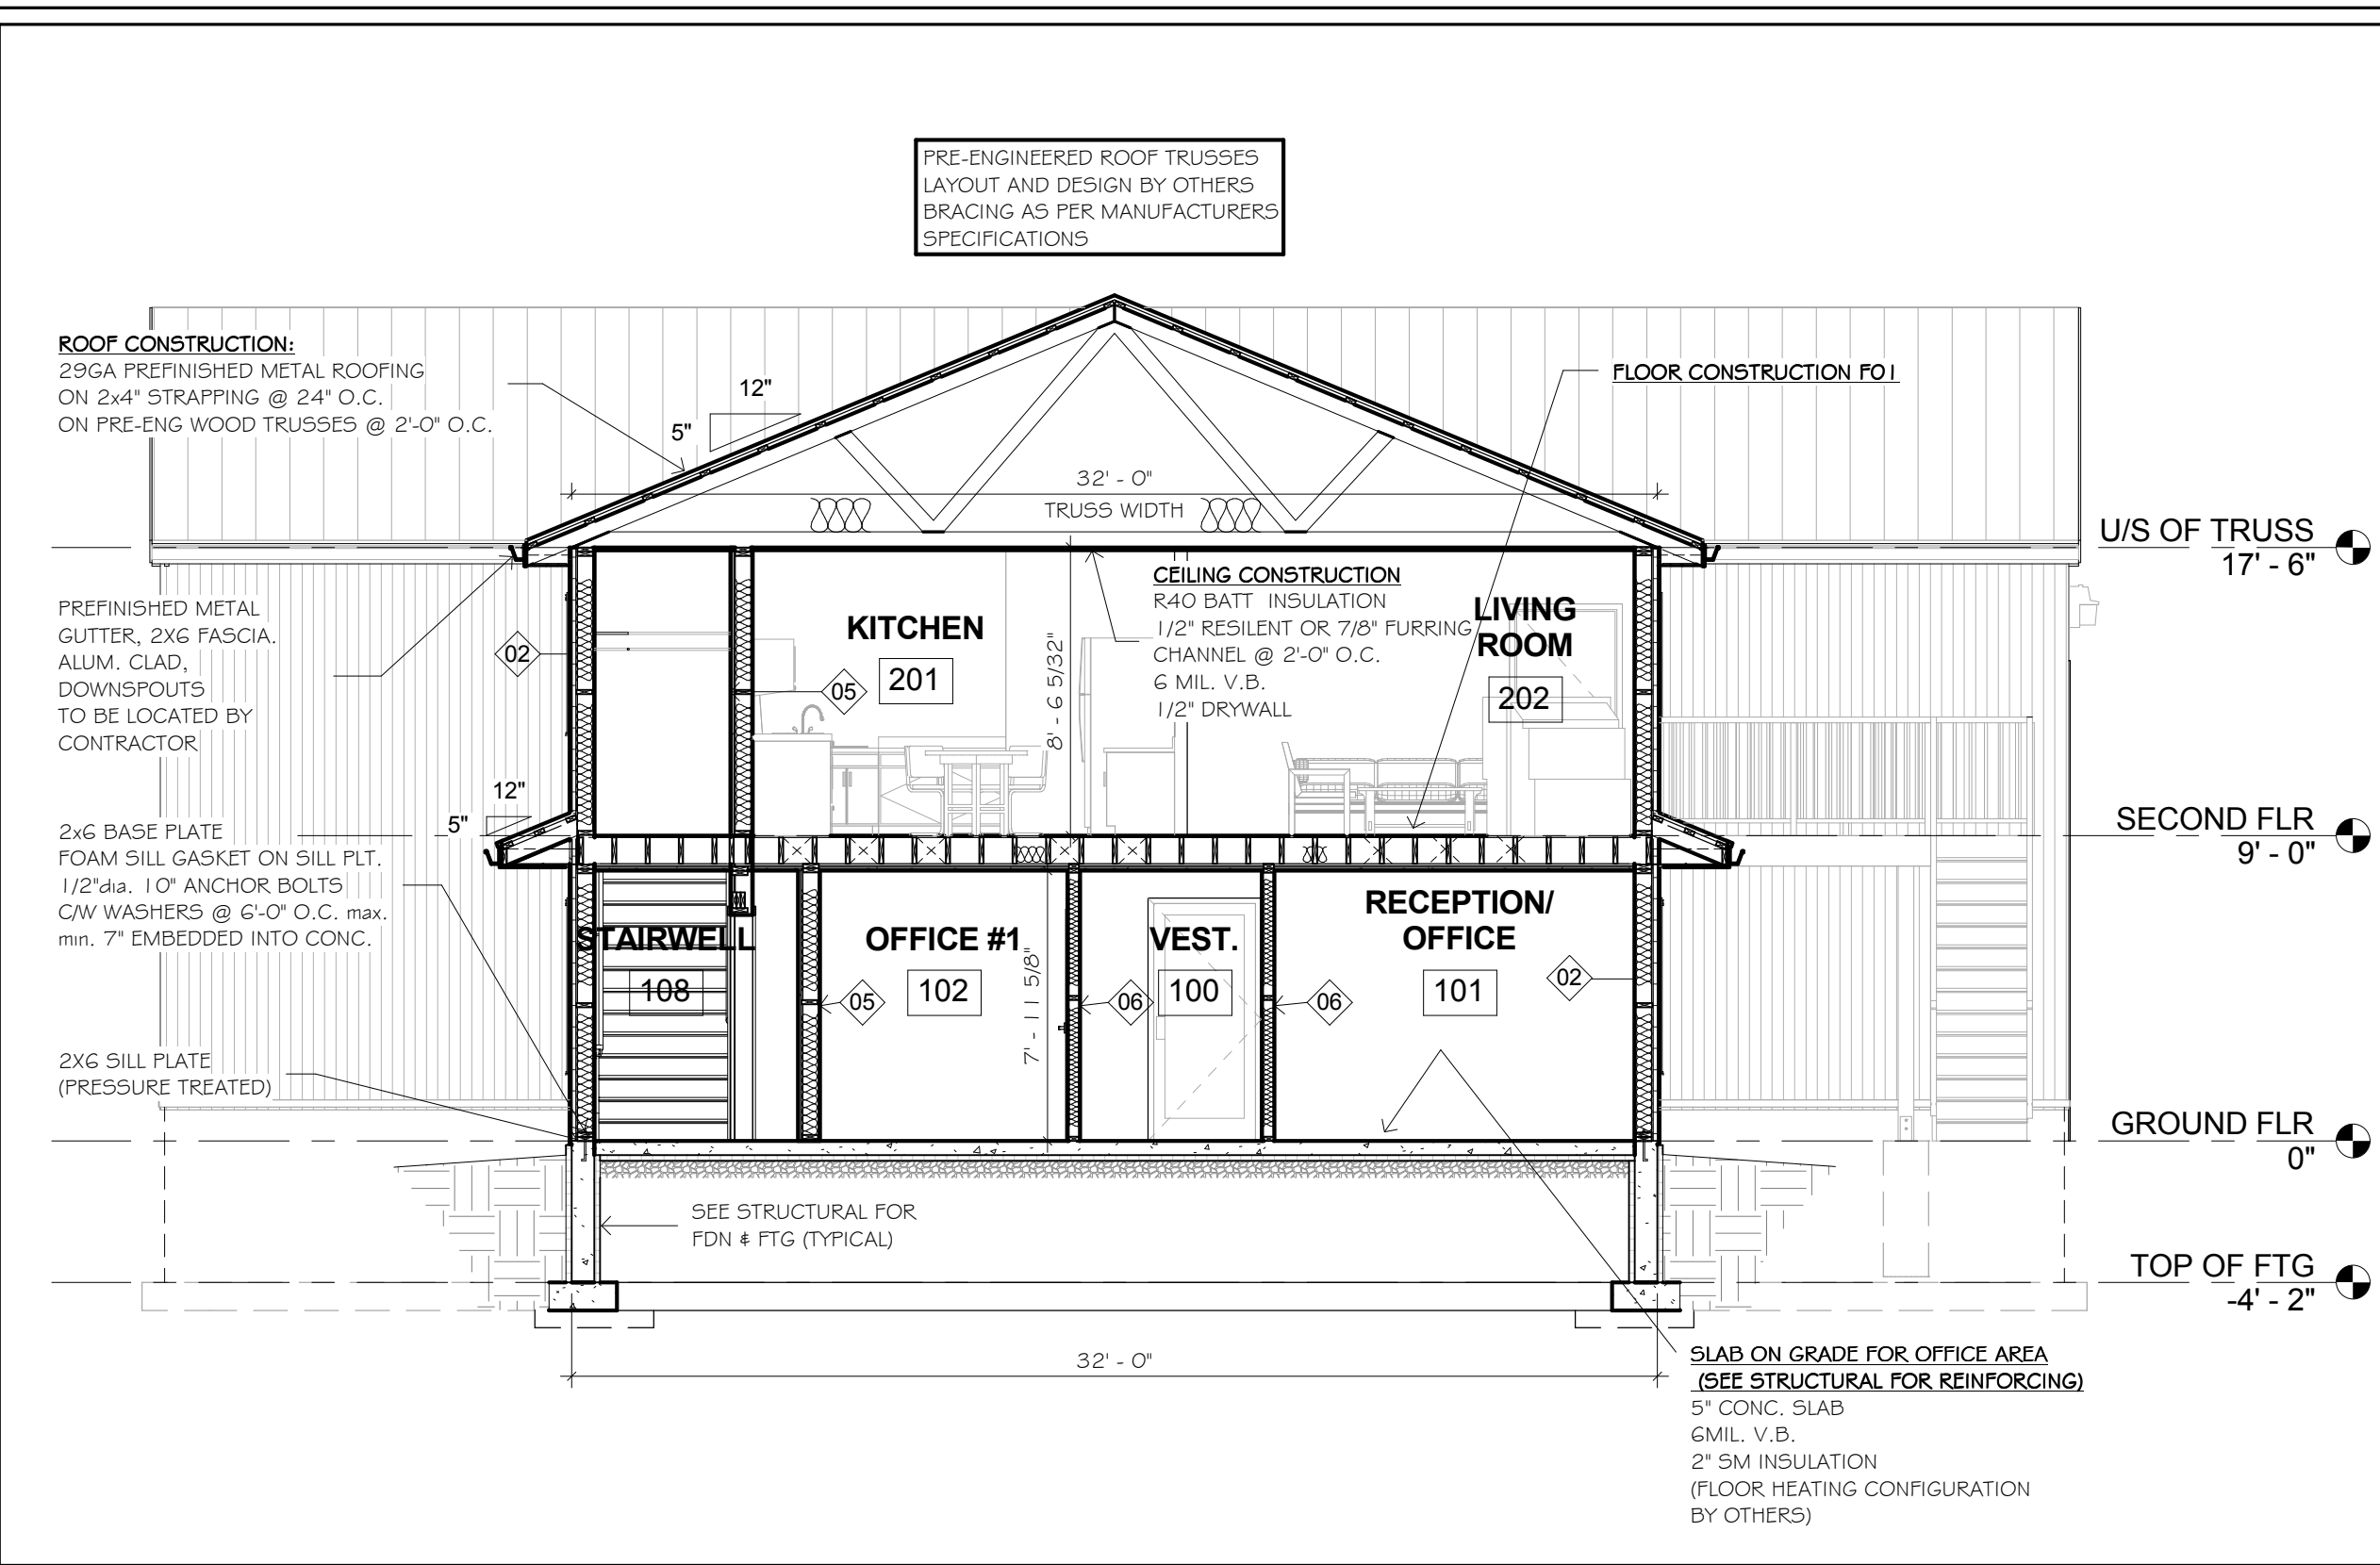 PRE-ENGINEERED ROOF TRUSSES
LAYOUT AND DESIGN BY OTHERS
BRACING AS PER MANUFACTURERS
SPECIFICATIONS
ROOF CONSTRUCTION:
29GA PREFINISHED METAL ROOFING
ON 2x4" STRAPPING @ 24" O.C.
ON PRE-ENG WOOD TRUSSES @ 2'-0" O.C.
12"
5"
FLOOR CONSTRUCTION F01
32' - 0"
TRUSS WIDTH
U/S OF TRUSS
17' - 6"
PREFINISHED METAL
GUTTER, 2X6 FASCIA.
ALUM. CLAD,
DOWNSPOUTS
TO BE LOCATED BY
CONTRACTOR
02
KITCHEN
201
05
8' - 6 5/32"
CEILING CONSTRUCTION
R40 BATT INSULATION
1/2" RESILENT OR 7/8" FURRING
CHANNEL @ 2'-0" O.C.
6 MIL. V.B.
1/2" DRYWALL
LIVING
ROOM
202
12"
5"
SECOND FLR
9' - 0"
2x6 BASE PLATE
FOAM SILL GASKET ON SILL PLT.
1/2"dia. 10" ANCHOR BOLTS
C/W WASHERS @ 6'-0" O.C. max.
min. 7" EMBEDDED INTO CONC.
STAIRWELL
108
OFFICE #1
102
05
7' - 11 5/8"
VEST.
100
06
06
RECEPTION/
OFFICE
101
02
2X6 SILL PLATE
(PRESSURE TREATED)
GROUND FLR
0"
SEE STRUCTURAL FOR
FDN & FTG (TYPICAL)
TOP OF FTG
-4' - 2"
32' - 0"
SLAB ON GRADE FOR OFFICE AREA
(SEE STRUCTURAL FOR REINFORCING)
5" CONC. SLAB
6MIL. V.B.
2" SM INSULATION
(FLOOR HEATING CONFIGURATION
BY OTHERS)